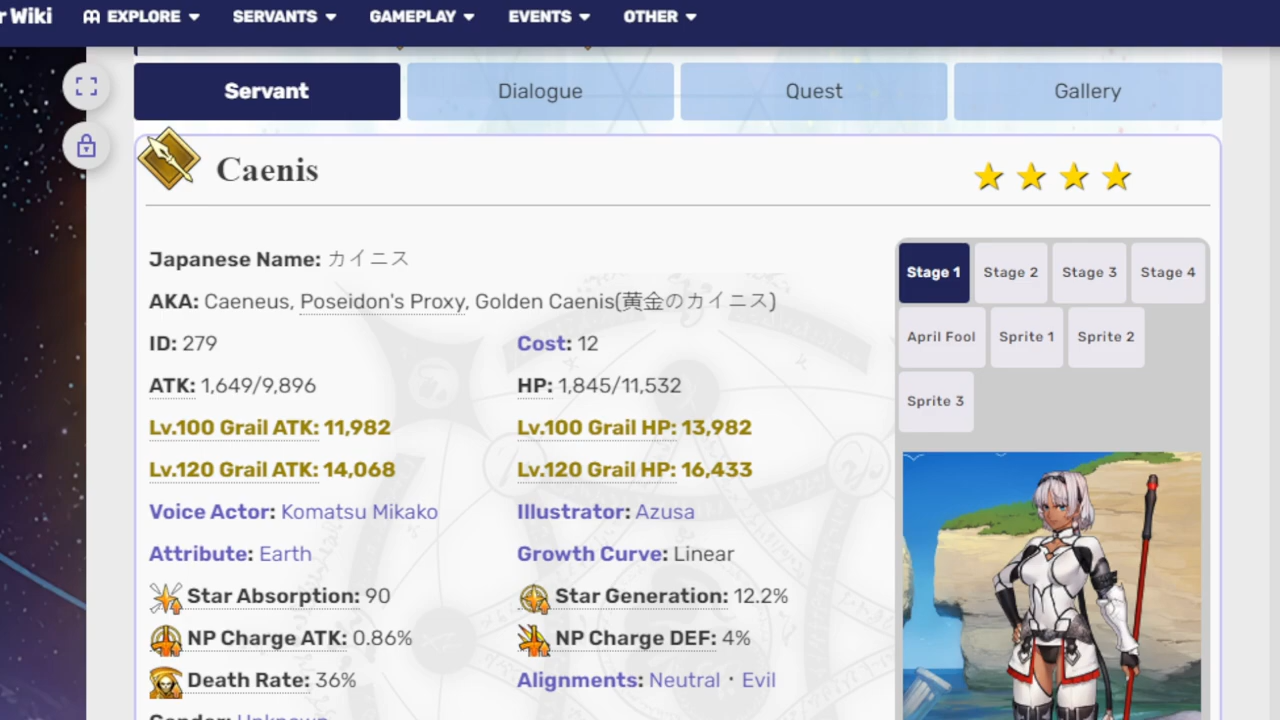 r Wiki EXPLORE SERVANTS GAMEPLAY EVENTS OTHER
Servant Dialogue Quest Gallery
Caenis
Japanese Name: カイニス
AKA: Caeneus, Poseidon's Proxy, Golden Caenis(黄金のカイニス)
ID: 279 Cost: 12
ATK: 1,649/9,896 HP: 1,845/11,532
Lv.100 Grail ATK: 11,982 Lv.100 Grail HP: 13,982
Lv.120 Grail ATK: 14,068 Lv.120 Grail HP: 16,433
Voice Actor: Komatsu Mikako Illustrator: Azusa
Attribute: Earth Growth Curve: Linear
Star Absorption: 90 Star Generation: 12.2%
NP Charge ATK: 0.86% NP Charge DEF: 4%
Death Rate: 36% Alignments: Neutral・Evil
Gender: Unknown
Stage 1 Stage 2 Stage 3 Stage 4
April Fool Sprite 1 Sprite 2
Sprite 3